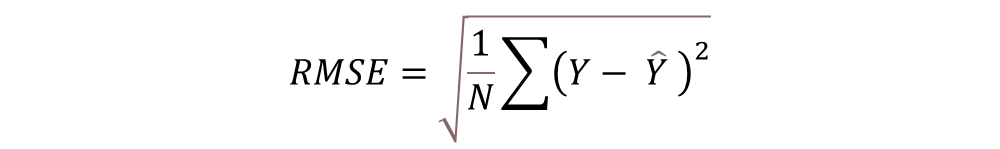 RMSE = √(1/N ∑(Y − Ŷ )²)